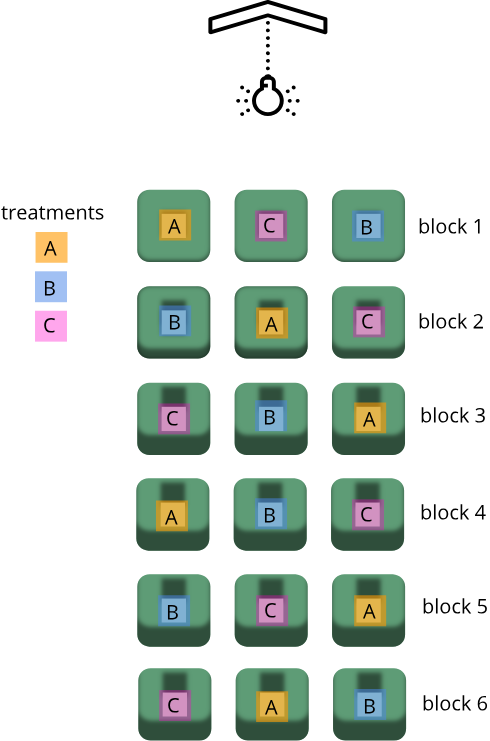 treatments
A
B
C
A C B block 1
B A C block 2
C B A block 3
A B C block 4
B C A block 5
C A B block 6